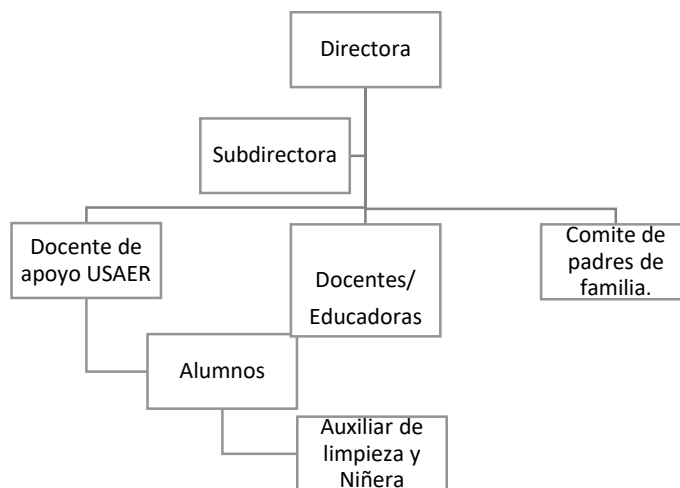 Directora
Subdirectora
Docente de
apoyo USAER
Docentes/
Educadoras
Comite de
padres de
familia.
Alumnos
Auxiliar de
limpieza y
Niñera